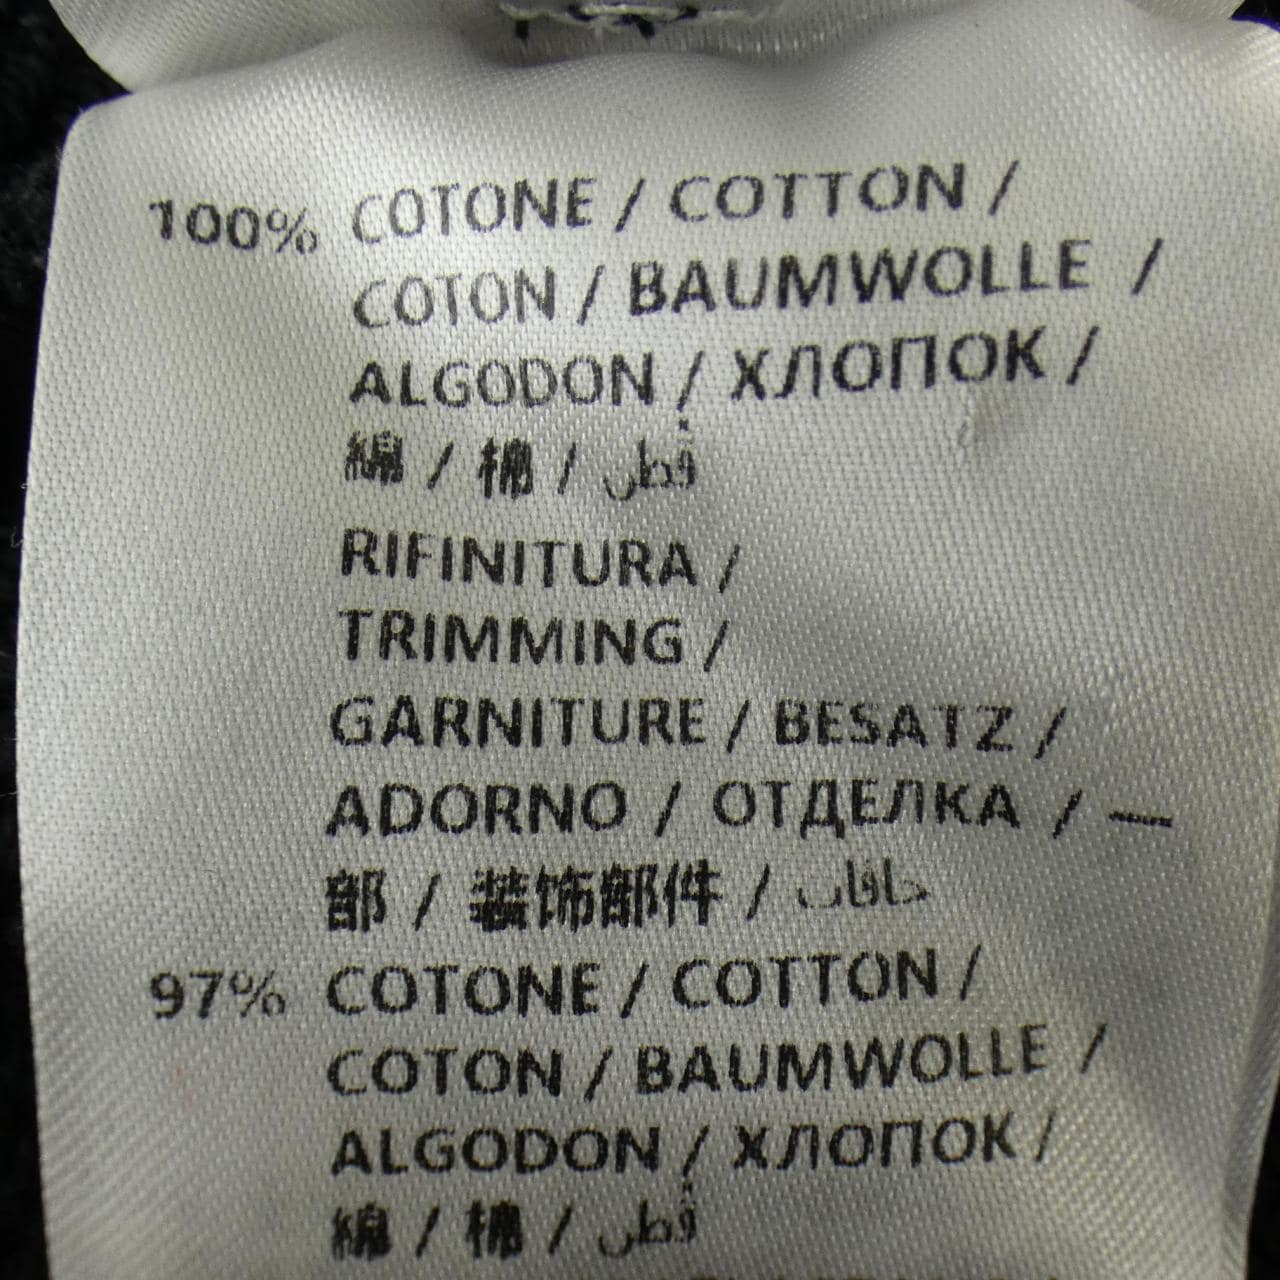 100% COTONE / COTTON /
COTON / BAUMWOLLE /
ALGODON / ХЛОПОК /
綿 / 棉 / قطن
RIFINITURA /
TRIMMING /
GARNITURE / BESATZ /
ADORNO / ОТДЕЛКА / 一
部 / 装饰部件 /
97% COTONE / COTTON /
COTON / BAUMWOLLE /
ALGODON / ХЛОПОК /
綿 / 棉 / قطن